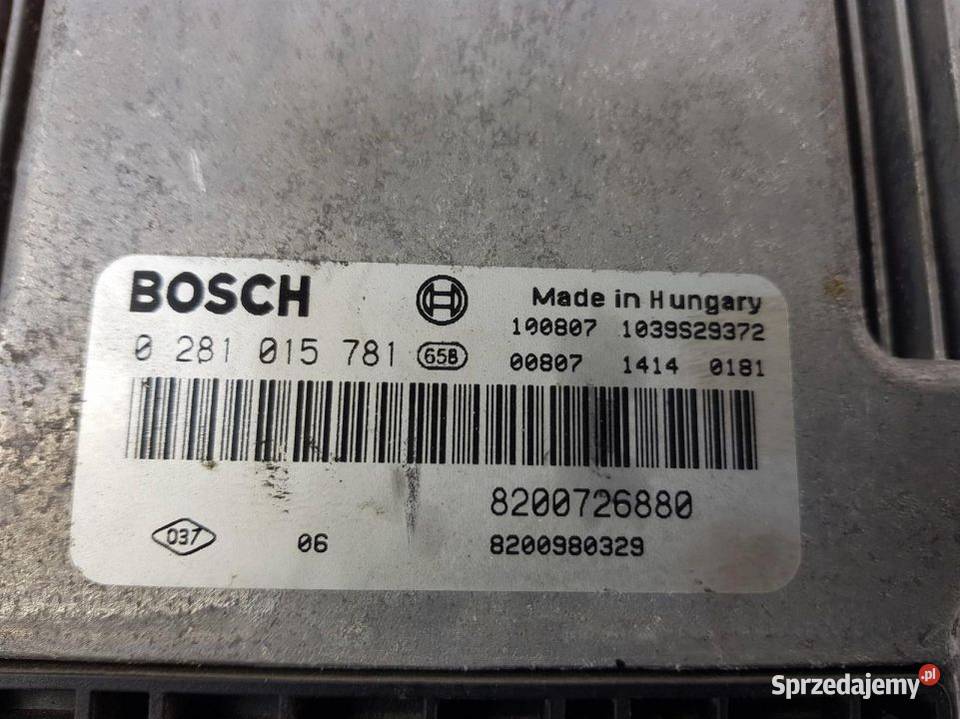 BOSCH
Made in Hungary
0 281 015 781 658
100807 1039S29372
00807 1414 0181
8200726880
037 06 8200980329
Sprzedajemy.pl